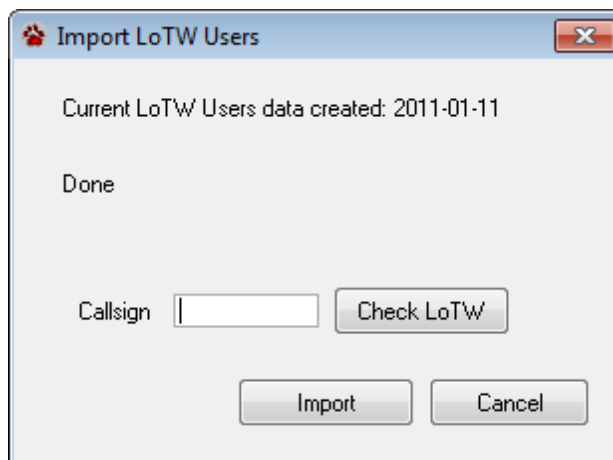 Import LoTW Users
Current LoTW Users data created: 2011-01-11
Done
Callsign Check LoTW
Import Cancel